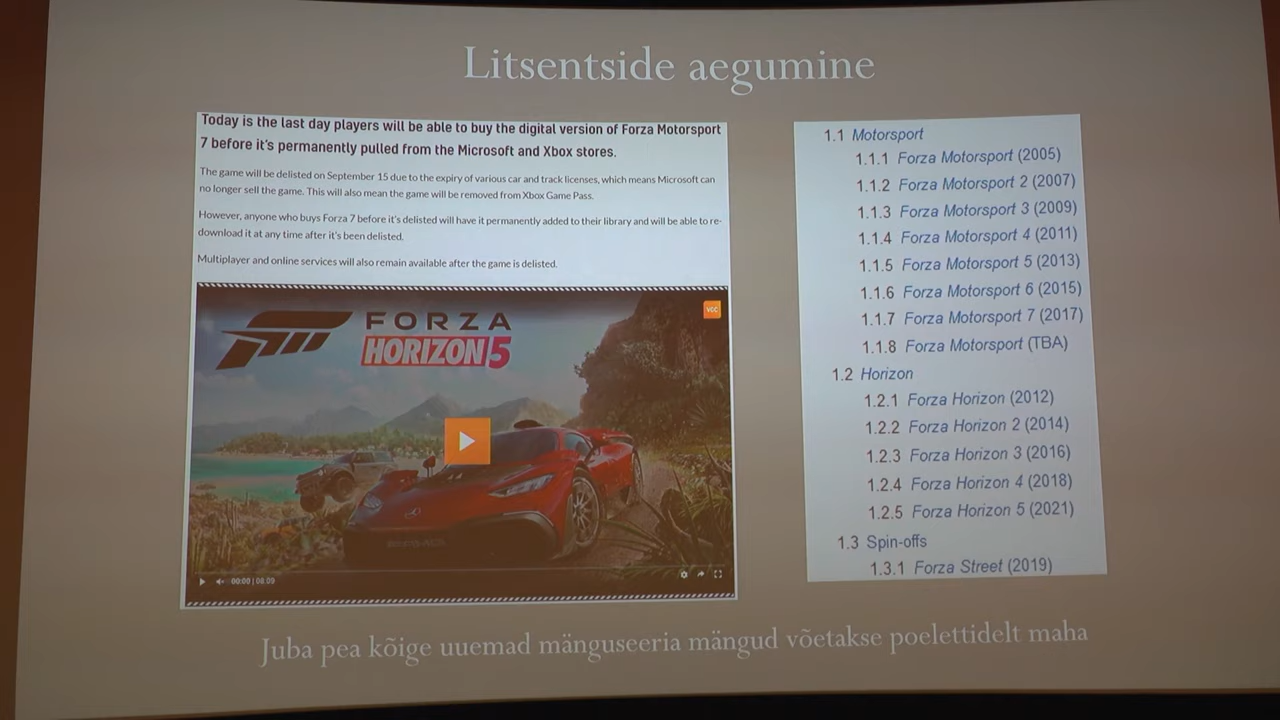 Litsentside aegumine
Today is the last day players will be able to buy the digital version of Forza Motorsport
7 before it's permanently pulled from the Microsoft and Xbox stores.
The game will be delisted on September 15 due to the expiry of various car and track licenses, which means Microsoft can
no longer sell the game. This will also mean the game will be removed from Xbox Game Pass.
However, anyone who buys Forza 7 before it's delisted will have it permanently added to their library and will be able to re-
download it at any time after it's been delisted.
Multiplayer and online services will also remain available after the game is delisted.
VGC
FORZA
HORIZON 5
00:00 | 08:09
1.1 Motorsport
1.1.1 Forza Motorsport (2005)
1.1.2 Forza Motorsport 2 (2007)
1.1.3 Forza Motorsport 3 (2009)
1.1.4 Forza Motorsport 4 (2011)
1.1.5 Forza Motorsport 5 (2013)
1.1.6 Forza Motorsport 6 (2015)
1.1.7 Forza Motorsport 7 (2017)
1.1.8 Forza Motorsport (TBA)
1.2 Horizon
1.2.1 Forza Horizon (2012)
1.2.2 Forza Horizon 2 (2014)
1.2.3 Forza Horizon 3 (2016)
1.2.4 Forza Horizon 4 (2018)
1.2.5 Forza Horizon 5 (2021)
1.3 Spin-offs
1.3.1 Forza Street (2019)
Juba pea kõige uuemad mänguseeria mängud võetakse poelettidelt maha